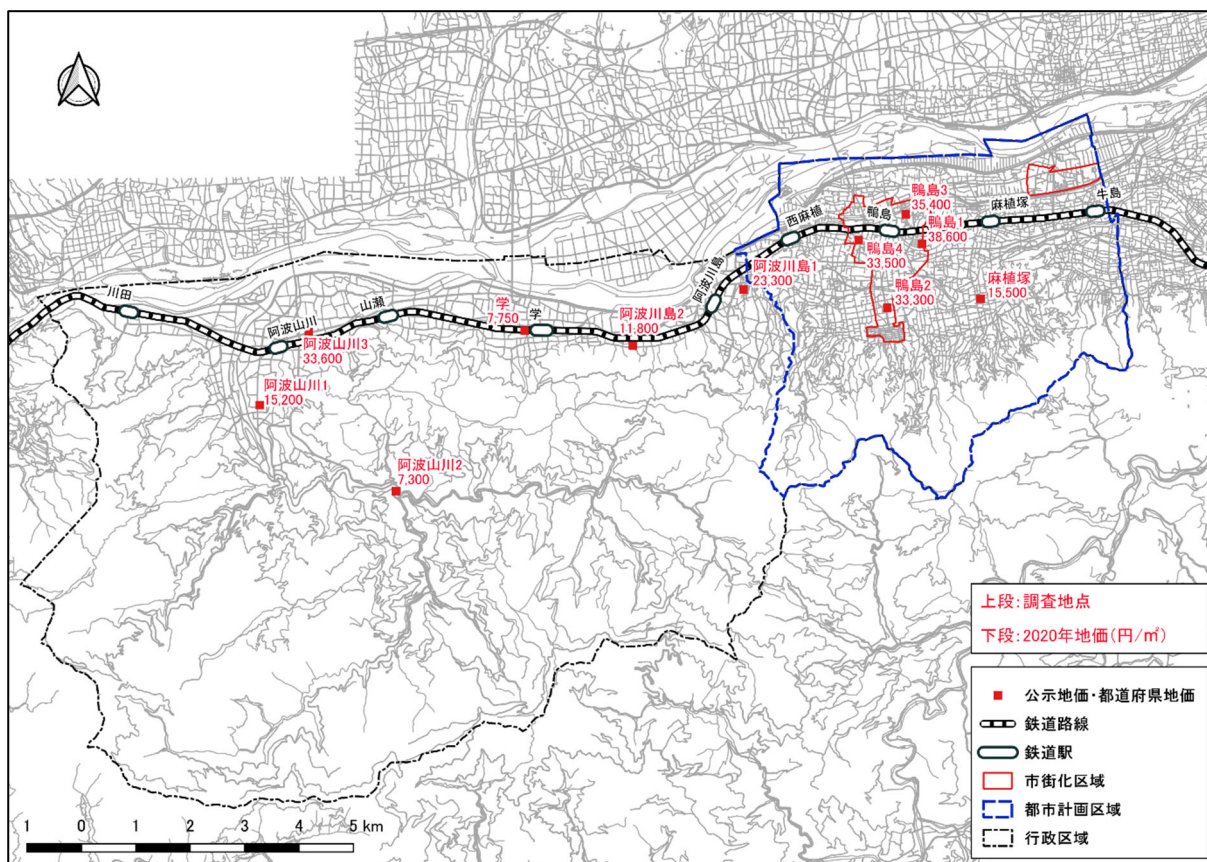 鴨島3
35,400
麻植塚
牛島
西麻植
鴨島
鴨島1
38,600
鴨島4
33,500
阿波川島1
23,300
阿波川島
鴨島2
33,300
麻植塚
15,500
川田
山瀬
学
7,750
学
阿波川島2
11,800
阿波山川
阿波山川3
33,600
阿波山川1
15,200
阿波山川2
7,300
上段:調査地点
下段:2020年地価(円/㎡)
公示地価・都道府県地価
鉄道路線
鉄道駅
市街化区域
都市計画区域
行政区域
1 0 1 2 3 4 5 km